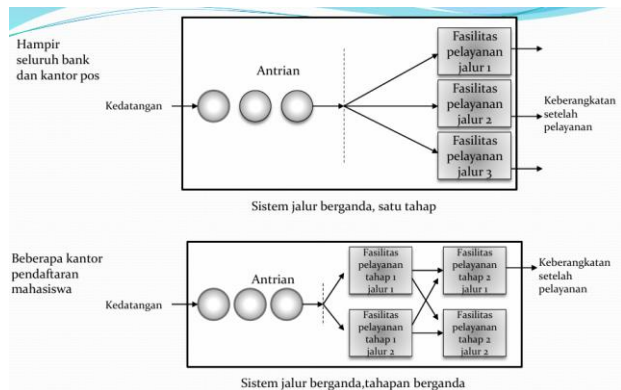 Hampir
seluruh bank
dan kantor pos
Antrian
Kedatangan
Fasilitas
pelayanan
jalur 1
Fasilitas
pelayanan
jalur 2
Fasilitas
pelayanan
jalur 3
Keberangkatan
setelah
pelayanan
Sistem jalur berganda, satu tahap
Beberapa kantor
pendaftaran
mahasiswa
Antrian
Kedatangan
Fasilitas
pelayanan
tahap 1
jalur 1
Fasilitas
pelayanan
tahap 2
jalur 1
Fasilitas
pelayanan
tahap 1
jalur 2
Fasilitas
pelayanan
tahap 2
jalur 2
Keberangkatan
setelah
pelayanan
Sistem jalur berganda,tahapan berganda